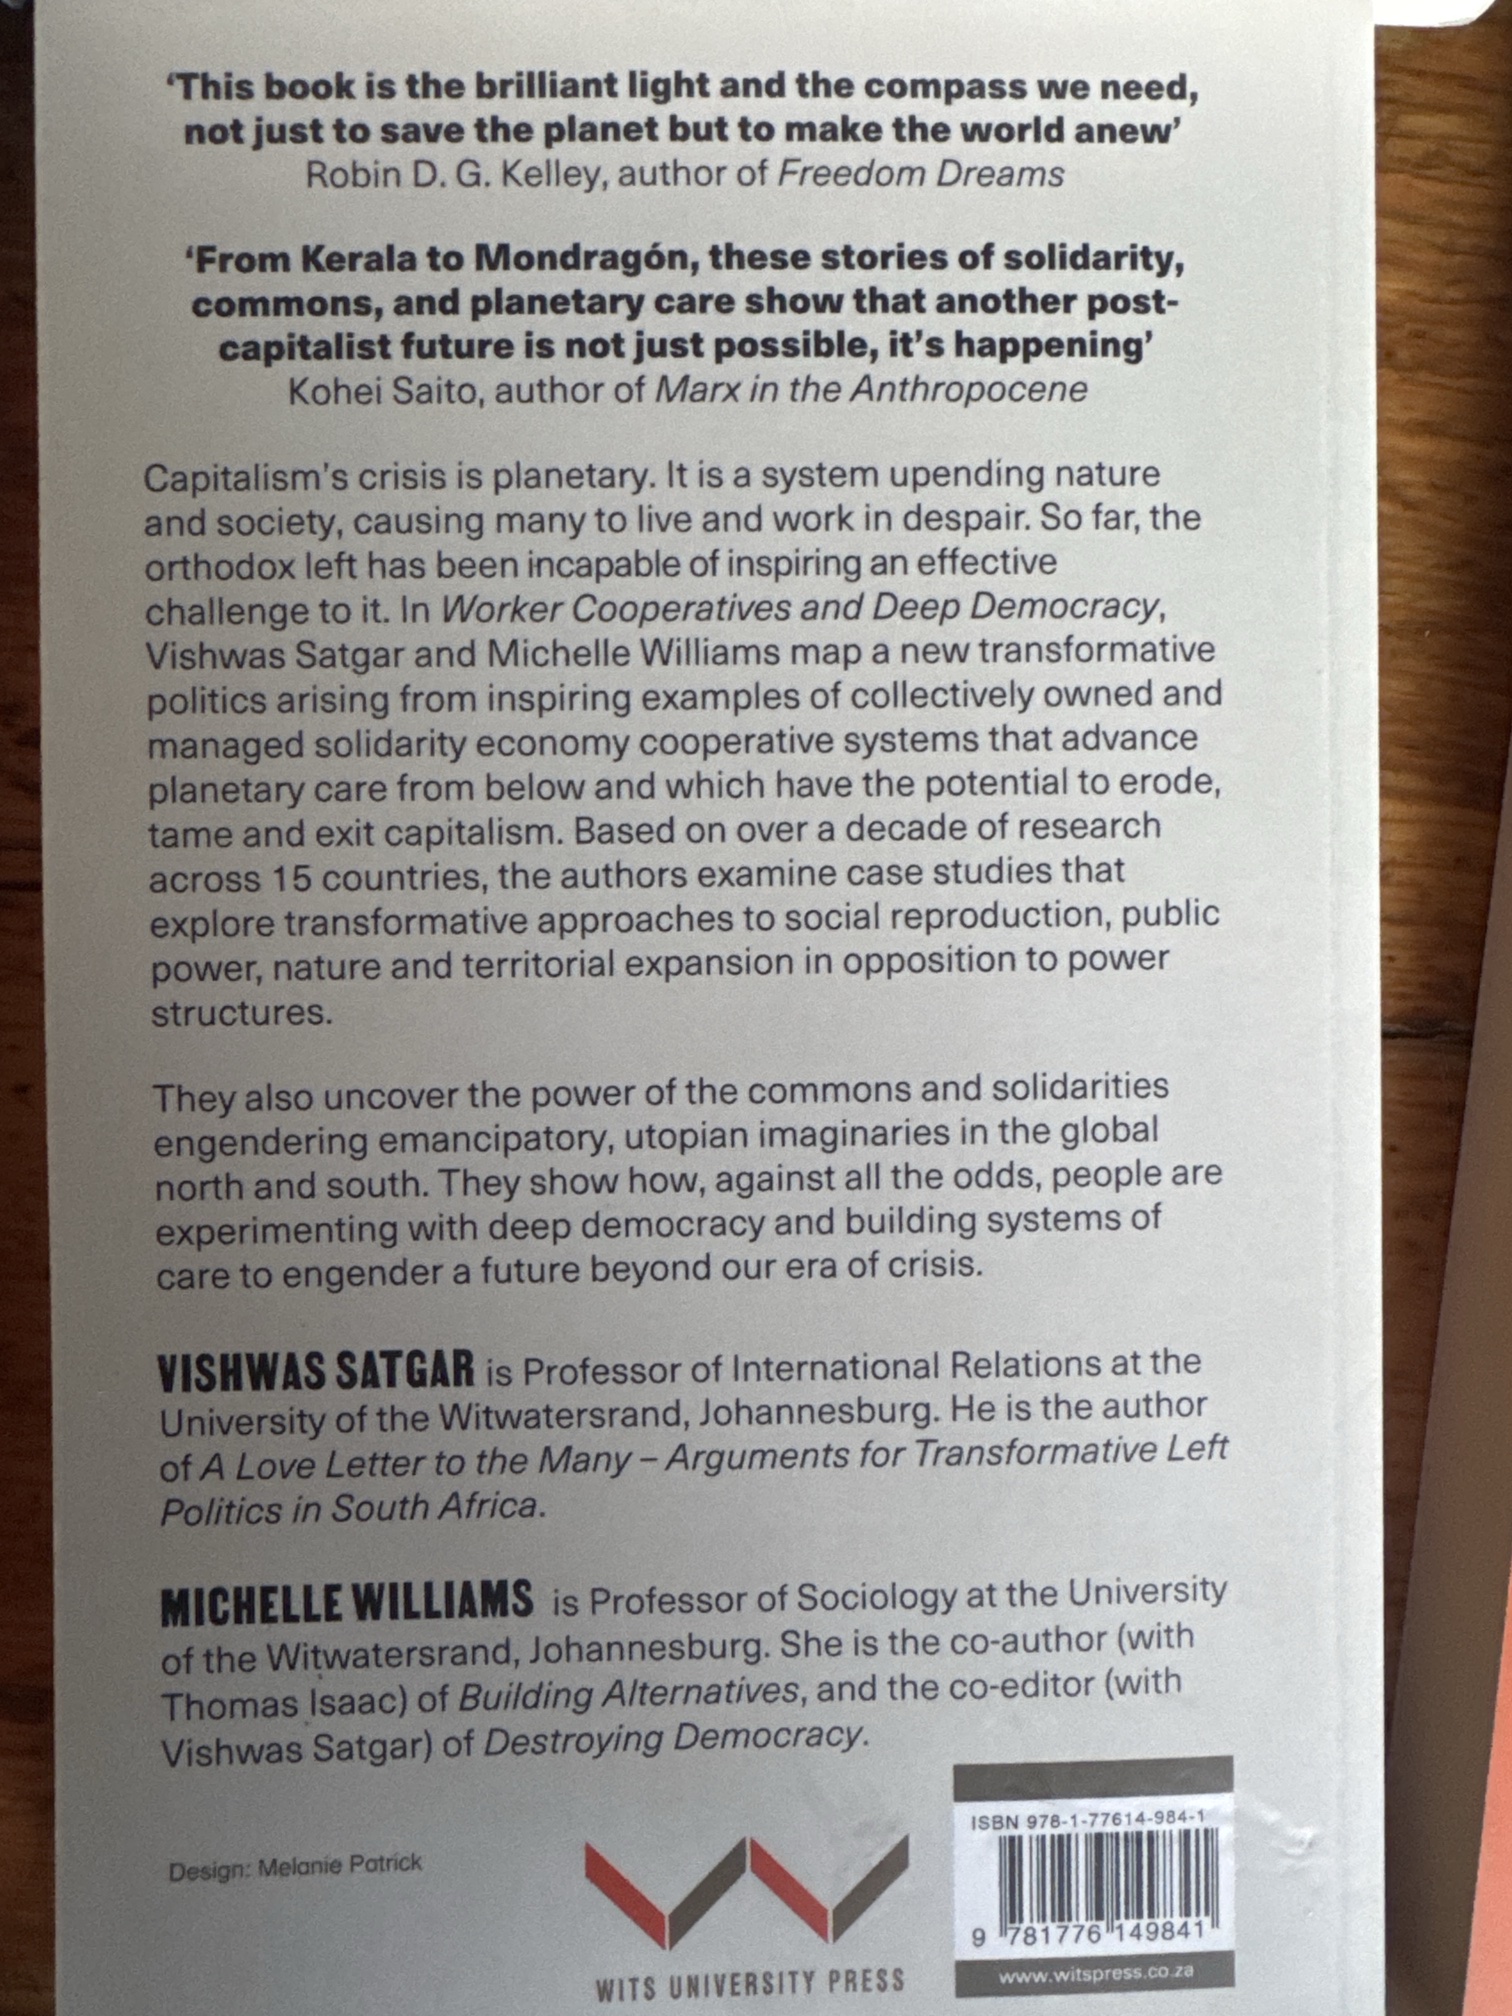 ‘This book is the brilliant light and the compass we need,
not just to save the planet but to make the world anew’
Robin D. G. Kelley, author of Freedom Dreams
‘From Kerala to Mondragón, these stories of solidarity,
commons, and planetary care show that another post-
capitalist future is not just possible, it’s happening’
Kohei Saito, author of Marx in the Anthropocene
Capitalism’s crisis is planetary. It is a system upending nature
and society, causing many to live and work in despair. So far, the
orthodox left has been incapable of inspiring an effective
challenge to it. In Worker Cooperatives and Deep Democracy,
Vishwas Satgar and Michelle Williams map a new transformative
politics arising from inspiring examples of collectively owned and
managed solidarity economy cooperative systems that advance
planetary care from below and which have the potential to erode,
tame and exit capitalism. Based on over a decade of research
across 15 countries, the authors examine case studies that
explore transformative approaches to social reproduction, public
power, nature and territorial expansion in opposition to power
structures.
They also uncover the power of the commons and solidarities
engendering emancipatory, utopian imaginaries in the global
north and south. They show how, against all the odds, people are
experimenting with deep democracy and building systems of
care to engender a future beyond our era of crisis.
VISHWAS SATGAR is Professor of International Relations at the
University of the Witwatersrand, Johannesburg. He is the author
of A Love Letter to the Many – Arguments for Transformative Left
Politics in South Africa.
MICHELLE WILLIAMS is Professor of Sociology at the University
of the Witwatersrand, Johannesburg. She is the co-author (with
Thomas Isaac) of Building Alternatives, and the co-editor (with
Vishwas Satgar) of Destroying Democracy.
Design: Melanie Patrick
WITS UNIVERSITY PRESS
ISBN 978-1-77614-984-1
9 781776 149841
www.witspress.co.za